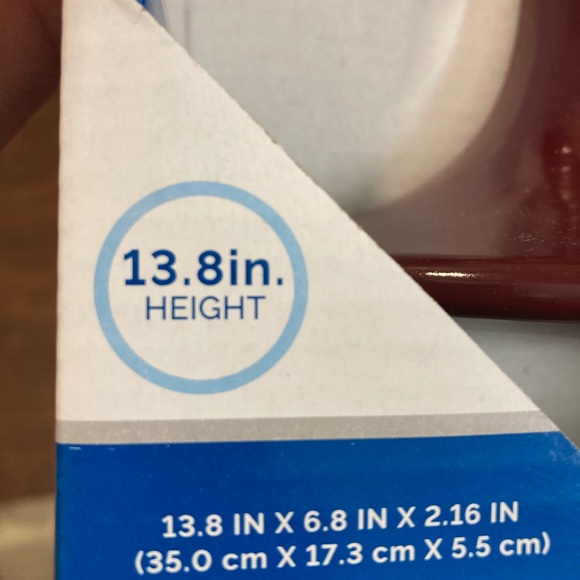 13.8in.
HEIGHT
13.8 IN X 6.8 IN X 2.16 IN
(35.0 cm X 17.3 cm X 5.5 cm)